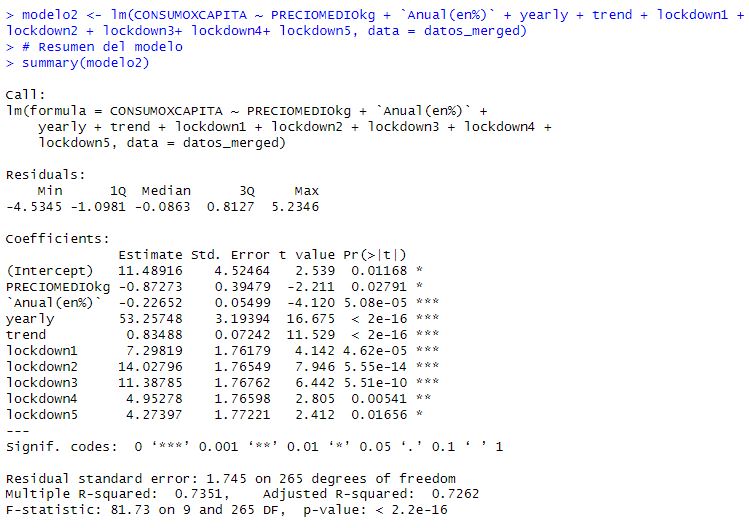 > modelo2 <- lm(CONSUMOXCAPITA ~ PRECIOMEDIOkg + `Anual(en%)` + yearly + trend + lockdown1 +
lockdown2 + lockdown3+ lockdown4+ lockdown5, data = datos_merged)
> # Resumen del modelo
> summary(modelo2)
Call:
lm(formula = CONSUMOXCAPITA ~ PRECIOMEDIOkg + `Anual(en%)` +
    yearly + trend + lockdown1 + lockdown2 + lockdown3 + lockdown4 +
    lockdown5, data = datos_merged)
Residuals:
    Min      1Q  Median      3Q     Max
-4.5345 -1.0981 -0.0863  0.8127  5.2346
Coefficients:
              Estimate Std. Error t value Pr(>|t|)
(Intercept)   11.48916    4.52464   2.539  0.01168 *
PRECIOMEDIOkg -0.87273    0.39479  -2.211  0.02791 *
`Anual(en%)`  -0.22652    0.05499  -4.120 5.08e-05 ***
yearly        53.25748    3.19394  16.675  < 2e-16 ***
trend          0.83488    0.07242  11.529  < 2e-16 ***
lockdown1      7.29819    1.76179   4.142 4.62e-05 ***
lockdown2     14.02796    1.76549   7.946 5.55e-14 ***
lockdown3     11.38785    1.76762   6.442 5.51e-10 ***
lockdown4      4.95278    1.76598   2.805  0.00541 **
lockdown5      4.27397    1.77221   2.412  0.01656 *
---
Signif. codes:  0 ‘***’ 0.001 ‘**’ 0.01 ‘*’ 0.05 ‘.’ 0.1 ‘ ’ 1
Residual standard error: 1.745 on 265 degrees of freedom
Multiple R-squared:  0.7351,    Adjusted R-squared:  0.7262
F-statistic: 81.73 on 9 and 265 DF,  p-value: < 2.2e-16